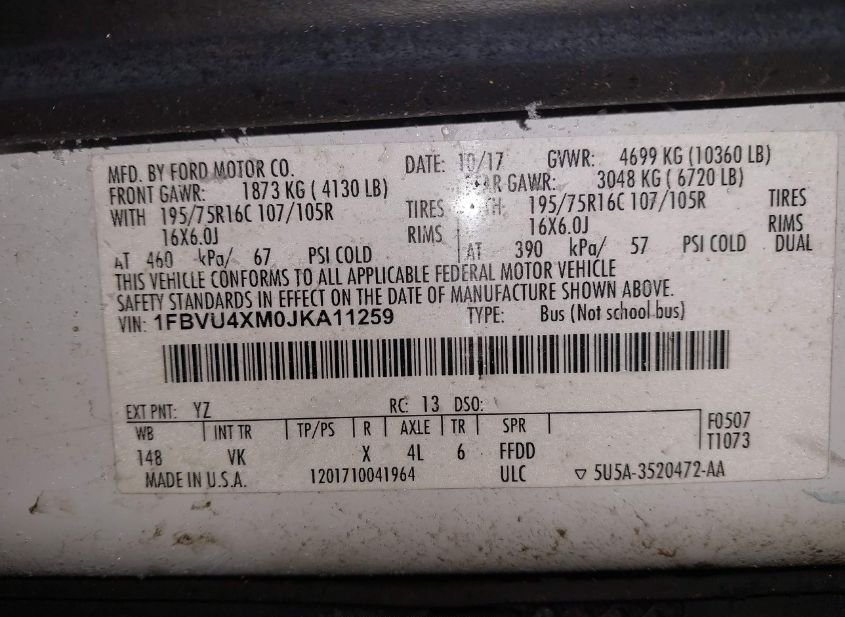 MFD. BY FORD MOTOR CO. DATE: 10/17 GVWR: 4699 KG (10360 LB)
FRONT GAWR: 1873 KG ( 4130 LB) GAWR: 3048 KG ( 6720 LB)
WITH 195/75R16C 107/105R TIRES 195/75R16C 107/105R TIRES
16X6.0J RIMS 16X6.0J RIMS
AT 460 kPa/ 67 PSI COLD AT 390 kPa/ 57 PSI COLD DUAL
THIS VEHICLE CONFORMS TO ALL APPLICABLE FEDERAL MOTOR VEHICLE
SAFETY STANDARDS IN EFFECT ON THE DATE OF MANUFACTURE SHOWN ABOVE.
VIN: 1FBVU4XM0JKA11259 TYPE: Bus (Not school bus)
EXT PNT: YZ RC: 13 DSO:
WB INT TR TP/PS R AXLE TR SPR F0507
148 VK X 4L 6 FFDD T1073
MADE IN U.S.A. 1201710041964 ULC ▽ 5U5A-3520472-AA